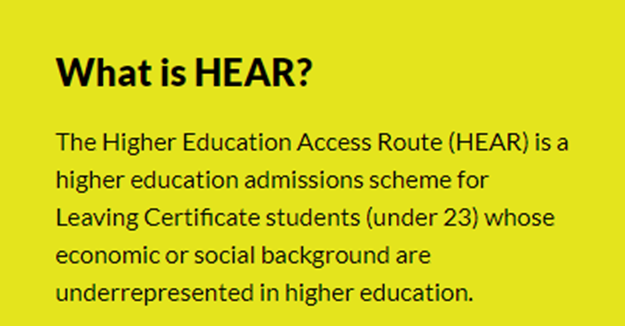 What is HEAR?
The Higher Education Access Route (HEAR) is a
higher education admissions scheme for
Leaving Certificate students (under 23) whose
economic or social background are
underrepresented in higher education.